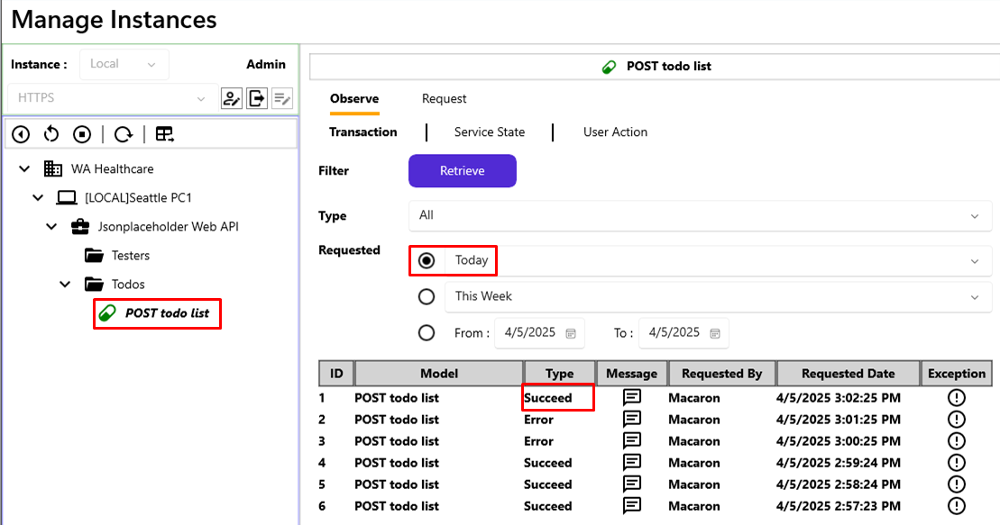 Manage Instances
Instance : Local Admin
HTTPS
WA Healthcare
[LOCAL]Seattle PC1
Jsonplaceholder Web API
Testers
Todos
POST todo list
POST todo list
Observe Request
Transaction Service State User Action
Filter Retrieve
Type All
Requested Today
This Week
From : 4/5/2025 To : 4/5/2025
ID Model Type Message Requested By Requested Date Exception
1 POST todo list Succeed Macaron 4/5/2025 3:02:25 PM
2 POST todo list Error Macaron 4/5/2025 3:01:25 PM
3 POST todo list Error Macaron 4/5/2025 3:00:25 PM
4 POST todo list Succeed Macaron 4/5/2025 2:59:24 PM
5 POST todo list Succeed Macaron 4/5/2025 2:58:24 PM
6 POST todo list Succeed Macaron 4/5/2025 2:57:23 PM